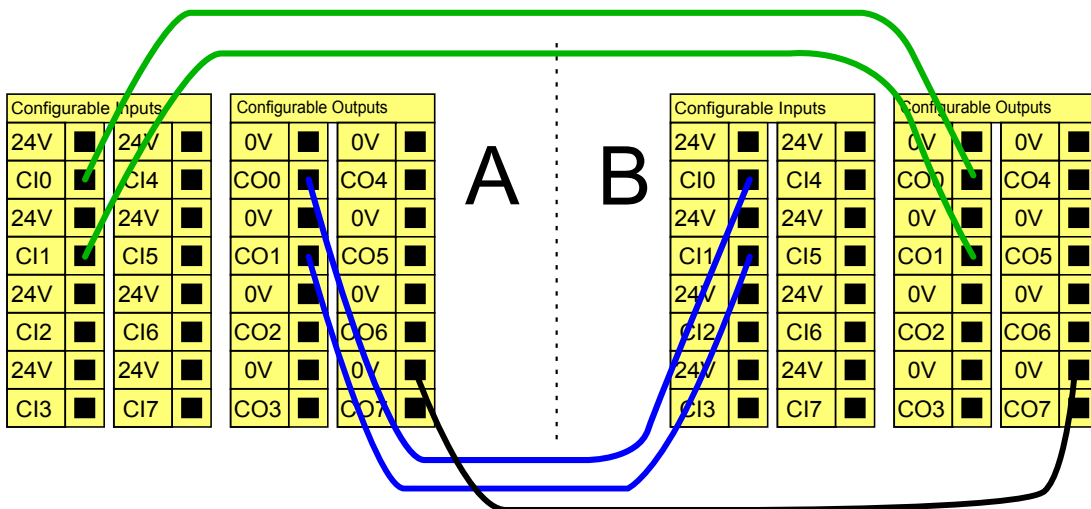 Configurable Inputs
24V 24V
CI0 CI4
24V 24V
CI1 CI5
24V 24V
CI2 CI6
24V 24V
CI3 CI7
Configurable Outputs
0V 0V
CO0 CO4
0V 0V
CO1 CO5
0V 0V
CO2 CO6
0V 0V
CO3 CO7
A
B
Configurable Inputs
24V 24V
CI0 CI4
24V 24V
CI1 CI5
24V 24V
CI2 CI6
24V 24V
CI3 CI7
Configurable Outputs
0V 0V
CO0 CO4
0V 0V
CO1 CO5
0V 0V
CO2 CO6
0V 0V
CO3 CO7